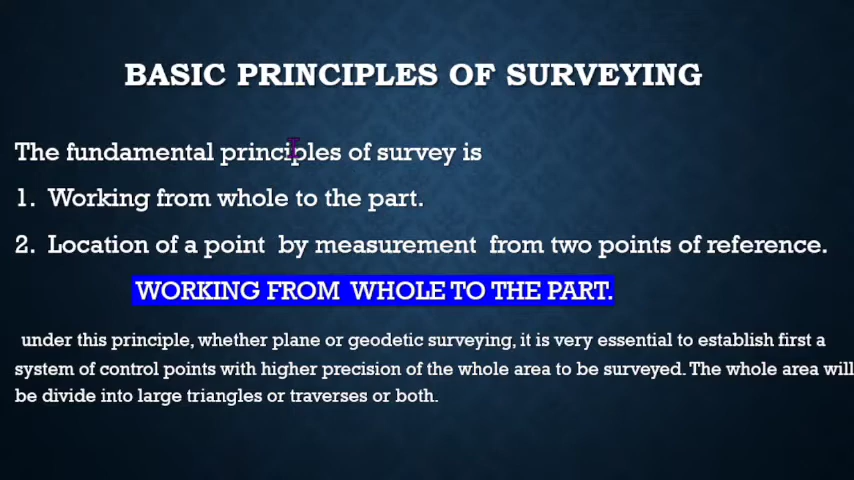 BASIC PRINCIPLES OF SURVEYING
The fundamental principles of survey is
1. Working from whole to the part.
2. Location of a point by measurement from two points of reference.
WORKING FROM WHOLE TO THE PART.
under this principle, whether plane or geodetic surveying, it is very essential to establish first a
system of control points with higher precision of the whole area to be surveyed. The whole area will
be divide into large triangles or traverses or both.